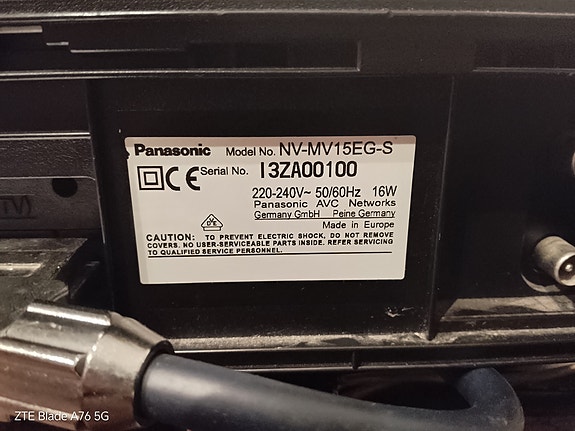 Panasonic Model No. NV-MV15EG-S
Serial No. I3ZA00100
CE
220-240V~ 50/60Hz 16W
Panasonic AVC Networks
Germany GmbH Peine Germany
Made in Europe
CAUTION: TO PREVENT ELECTRIC SHOCK, DO NOT REMOVE
COVERS. NO USER-SERVICEABLE PARTS INSIDE. REFER SERVICING
TO QUALIFIED SERVICE PERSONNEL.
TV)
ZTE Blade A76 5G